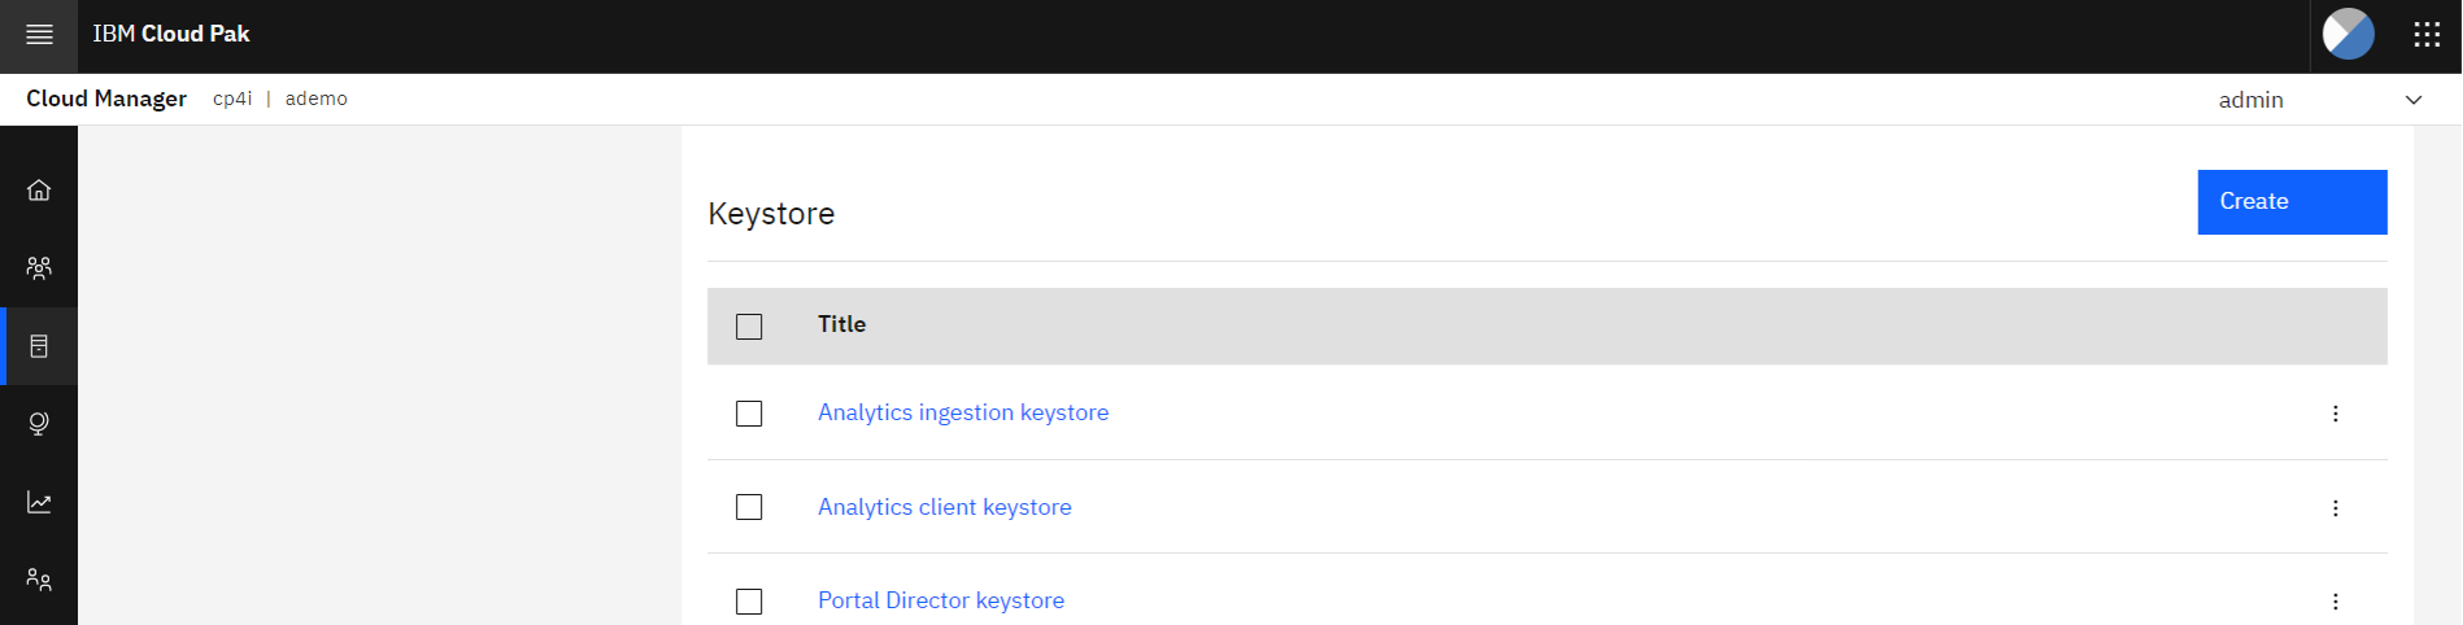 IBM Cloud Pak
Cloud Manager cp4i | ademo
admin
Keystore
Create
Title
Analytics ingestion keystore
Analytics client keystore
Portal Director keystore